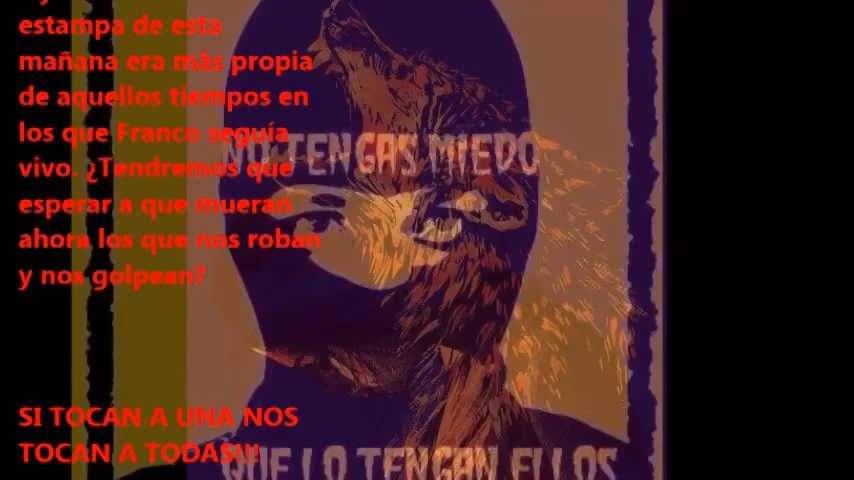 estampa de esta
mañana era más propia
de aquellos tiempos en
los que Franco seguía
vivo. ¿Tendremos que
esperar a que mueran
ahora los que nos roban
y nos golpean?
NO TENGAS MIEDO
SI TOCAN A UNA NOS
TOCAN A TODAS!!!
QUE LO TENGAN ELLOS